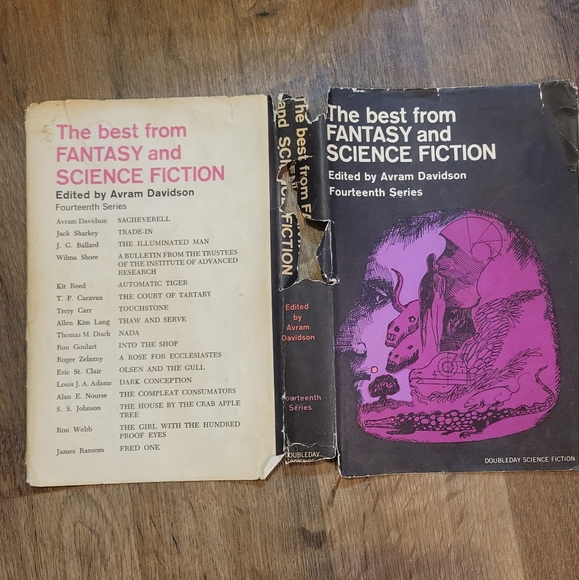 The best from
FANTASY and
SCIENCE FICTION
Edited by Avram Davidson
Fourteenth Series
Avram Davidson SACHEVERELL
Jack Sharkey TRADE-IN
J. G. Ballard THE ILLUMINATED MAN
Wilma Shore A BULLETIN FROM THE TRUSTEES
OF THE INSTITUTE OF ADVANCED
RESEARCH
Kit Reed AUTOMATIC TIGER
T. P. Caravan THE COURT OF TARTARY
Terry Carr TOUCHSTONE
Allen Kim Lang THAW AND SERVE
Thomas M. Disch NADA
Ron Goulart INTO THE SHOP
Roger Zelazny A ROSE FOR ECCLESIASTES
Eric St. Clair OLSEN AND THE GULL
Louis J. A. Adams DARK CONCEPTION
Alan E. Nourse THE COMPLEAT CONSUMATORS
S. S. Johnson THE HOUSE BY THE CRAB APPLE
TREE
Ron Webb THE GIRL WITH THE HUNDRED
PROOF EYES
James Ransom FRED ONE
The best from
and SCIENCE FICTION
Edited
by
Avram
Davidson
Fourteenth
Series
DOUBLEDAY
The best from
FANTASY and
SCIENCE FICTION
Edited by Avram Davidson
Fourteenth Series
DOUBLEDAY SCIENCE FICTION